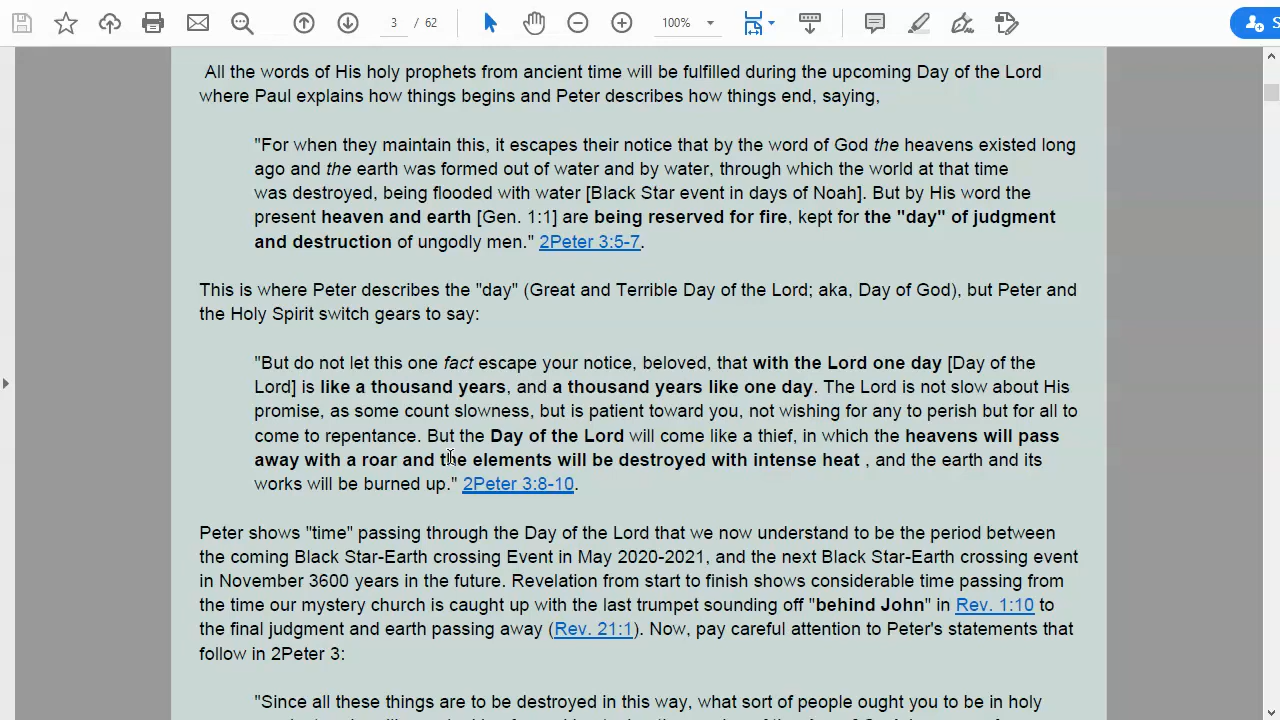 3 / 62 100% S
All the words of His holy prophets from ancient time will be fulfilled during the upcoming Day of the Lord
where Paul explains how things begins and Peter describes how things end, saying,
"For when they maintain this, it escapes their notice that by the word of God the heavens existed long
ago and the earth was formed out of water and by water, through which the world at that time
was destroyed, being flooded with water [Black Star event in days of Noah]. But by His word the
present heaven and earth [Gen. 1:1] are being reserved for fire, kept for the "day" of judgment
and destruction of ungodly men." 2Peter 3:5-7.
This is where Peter describes the "day" (Great and Terrible Day of the Lord; aka, Day of God), but Peter and
the Holy Spirit switch gears to say:
"But do not let this one fact escape your notice, beloved, that with the Lord one day [Day of the
Lord] is like a thousand years, and a thousand years like one day. The Lord is not slow about His
promise, as some count slowness, but is patient toward you, not wishing for any to perish but for all to
come to repentance. But the Day of the Lord will come like a thief, in which the heavens will pass
away with a roar and the elements will be destroyed with intense heat , and the earth and its
works will be burned up." 2Peter 3:8-10.
Peter shows "time" passing through the Day of the Lord that we now understand to be the period between
the coming Black Star-Earth crossing Event in May 2020-2021, and the next Black Star-Earth crossing event
in November 3600 years in the future. Revelation from start to finish shows considerable time passing from
the time our mystery church is caught up with the last trumpet sounding off "behind John" in Rev. 1:10 to
the final judgment and earth passing away (Rev. 21:1). Now, pay careful attention to Peter's statements that
follow in 2Peter 3:
"Since all these things are to be destroyed in this way, what sort of people ought you to be in holy